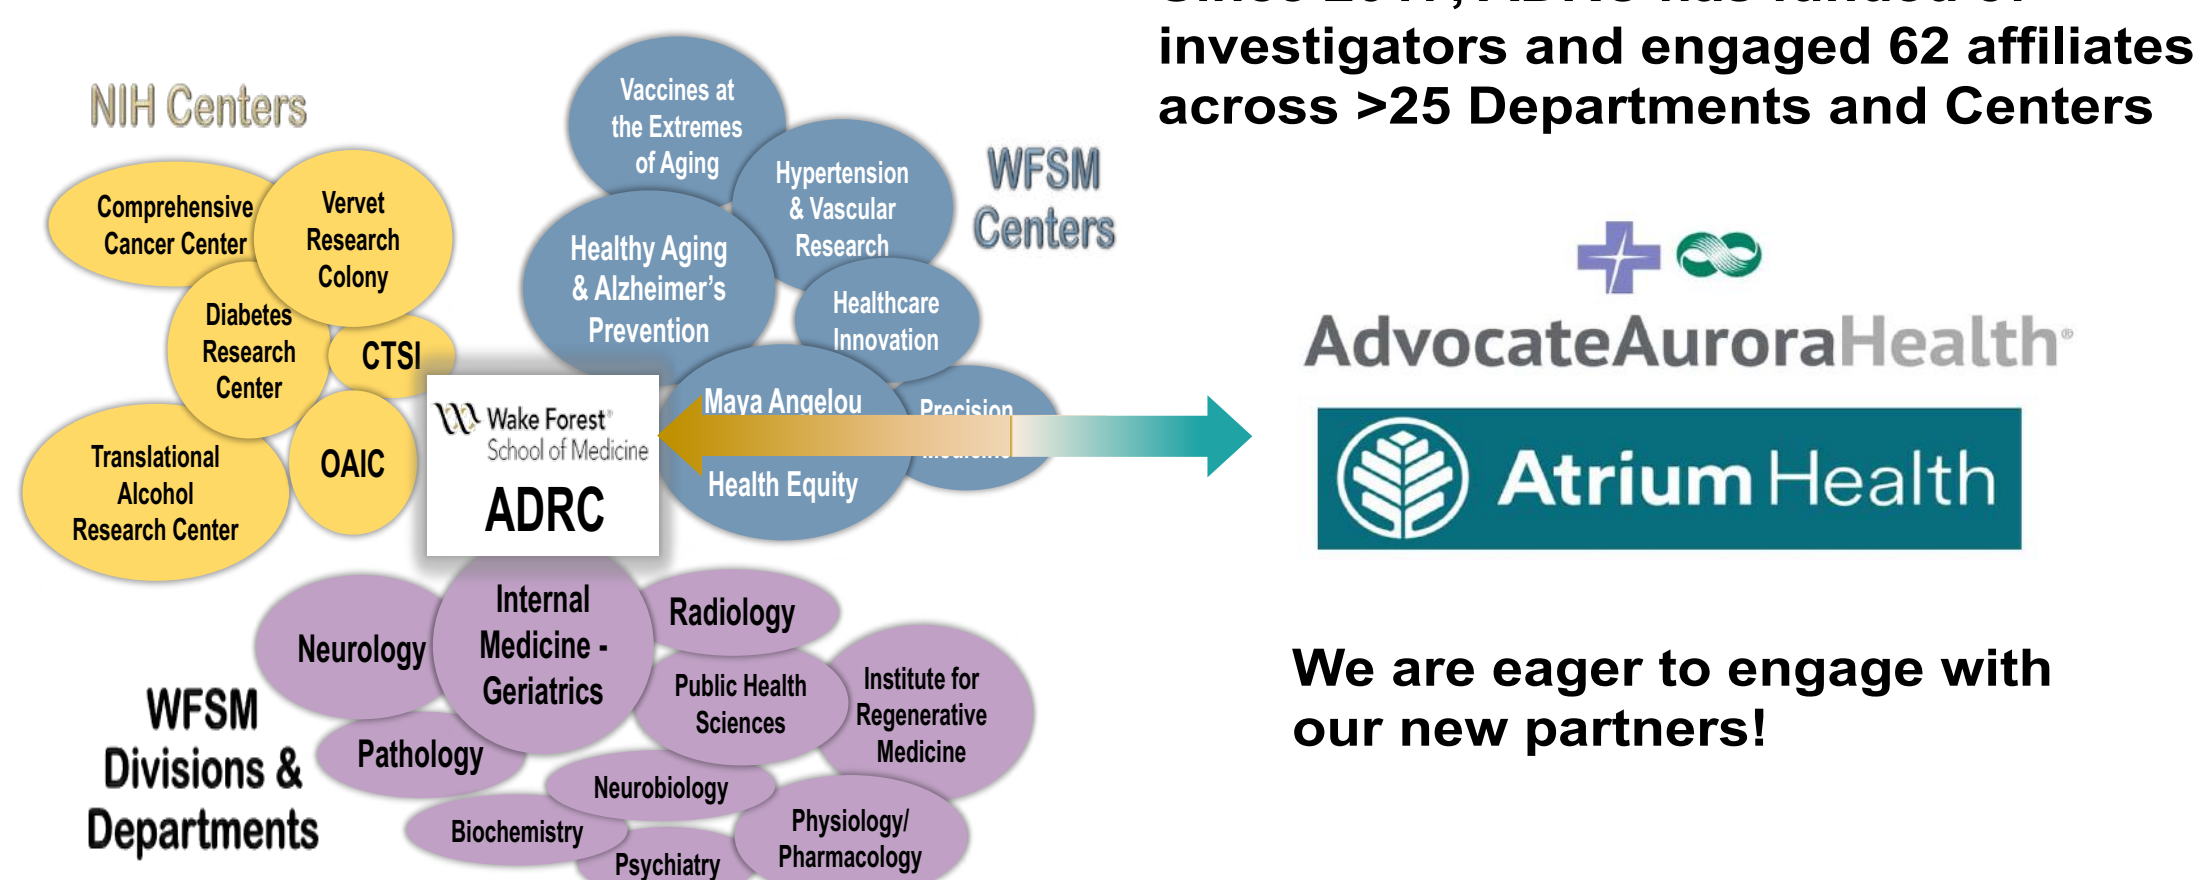 investigators and engaged 62 affiliates
across >25 Departments and Centers
NIH Centers
Comprehensive
Cancer Center
Vervet
Research
Colony
Diabetes
Research
Center
CTSI
Translational
Alcohol
Research Center
OAIC
Vaccines at
the Extremes
of Aging
Hypertension
& Vascular
Research
WFSM
Centers
Healthy Aging
& Alzheimer's
Prevention
Healthcare
Innovation
Maya Angelou
Health Equity
Precision
Medicine
Wake Forest®
School of Medicine
ADRC
AdvocateAuroraHealth®
Atrium Health
WFSM
Divisions &
Departments
Neurology
Internal
Medicine -
Geriatrics
Radiology
Public Health
Sciences
Institute for
Regenerative
Medicine
Pathology
Neurobiology
Biochemistry
Psychiatry
Physiology/
Pharmacology
We are eager to engage with
our new partners!